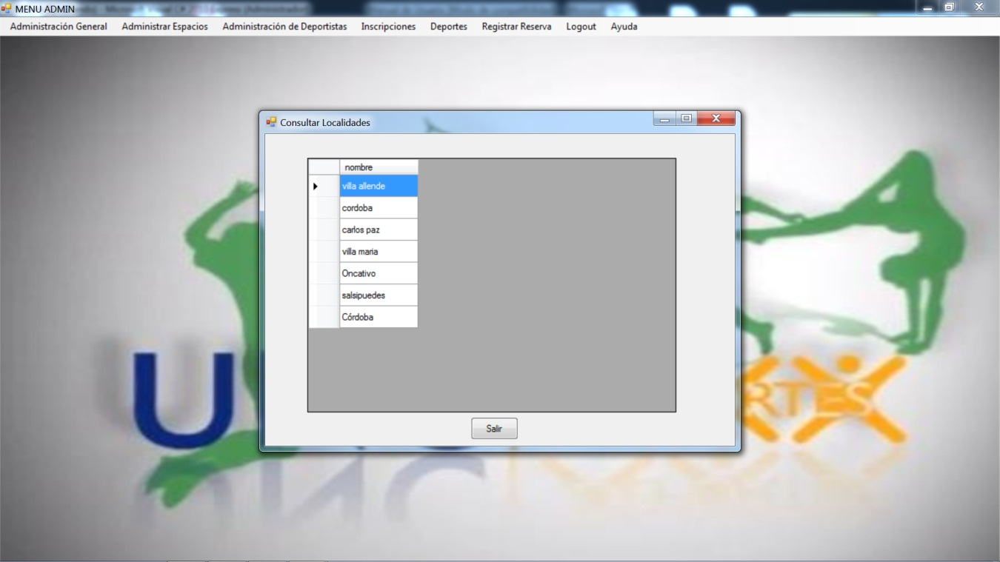 MENU ADMIN
Administración General Administrar Espacios Administración de Deportistas Inscripciones Deportes Registrar Reserva Logout Ayuda
Consultar Localidades
nombre
villa allende
cordoba
carlos paz
villa maria
Oncativo
salsipuedes
Córdoba
Salir
U
RTES